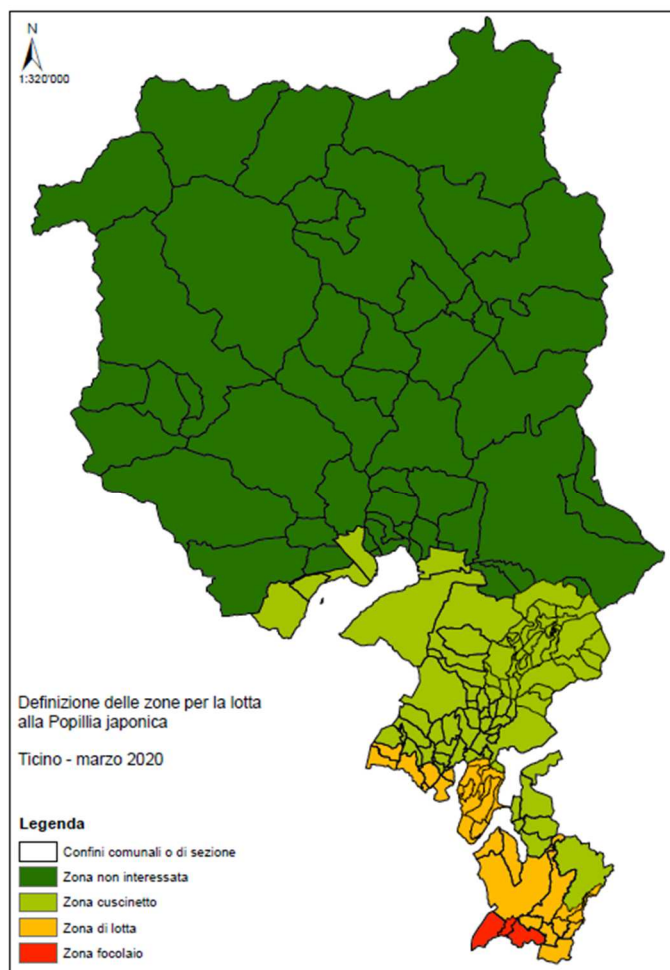 N
1:320'000
Definizione delle zone per la lotta
alla Popillia japonica
Ticino - marzo 2020
Legenda
Confini comunali o di sezione
Zona non interessata
Zona cuscinetto
Zona di lotta
Zona focolaio